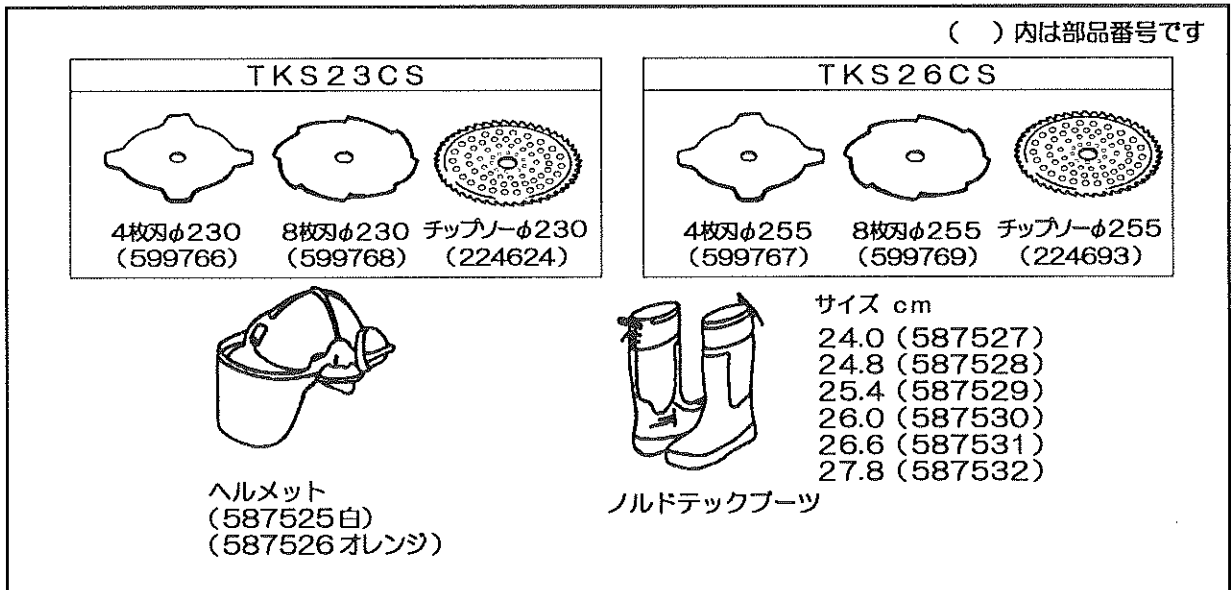 (　) 内は部品番号です
TKS23CS
4枚刃φ230
(599766)
8枚刃φ230
(599768)
チップソーφ230
(224624)
TKS26CS
4枚刃φ255
(599767)
8枚刃φ255
(599769)
チップソーφ255
(224693)
ヘルメット
(587525白)
(587526オレンジ)
ノルドテックブーツ
サイズ cm
24.0 (587527)
24.8 (587528)
25.4 (587529)
26.0 (587530)
26.6 (587531)
27.8 (587532)